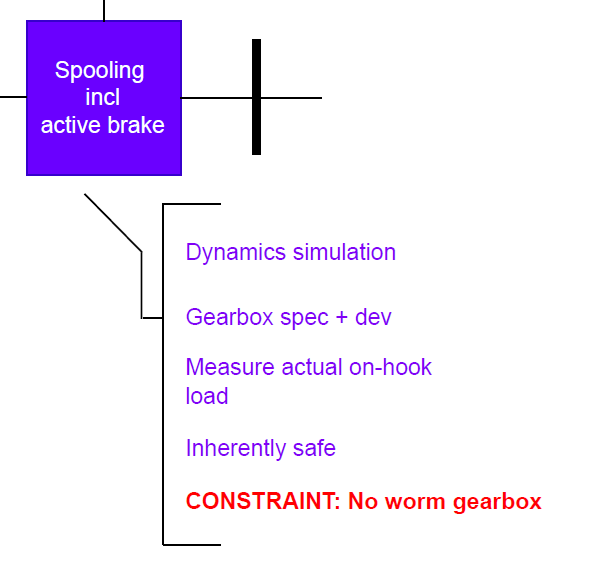 Spooling
incl
active brake
Dynamics simulation
Gearbox spec + dev
Measure actual on-hook
load
Inherently safe
CONSTRAINT: No worm gearbox